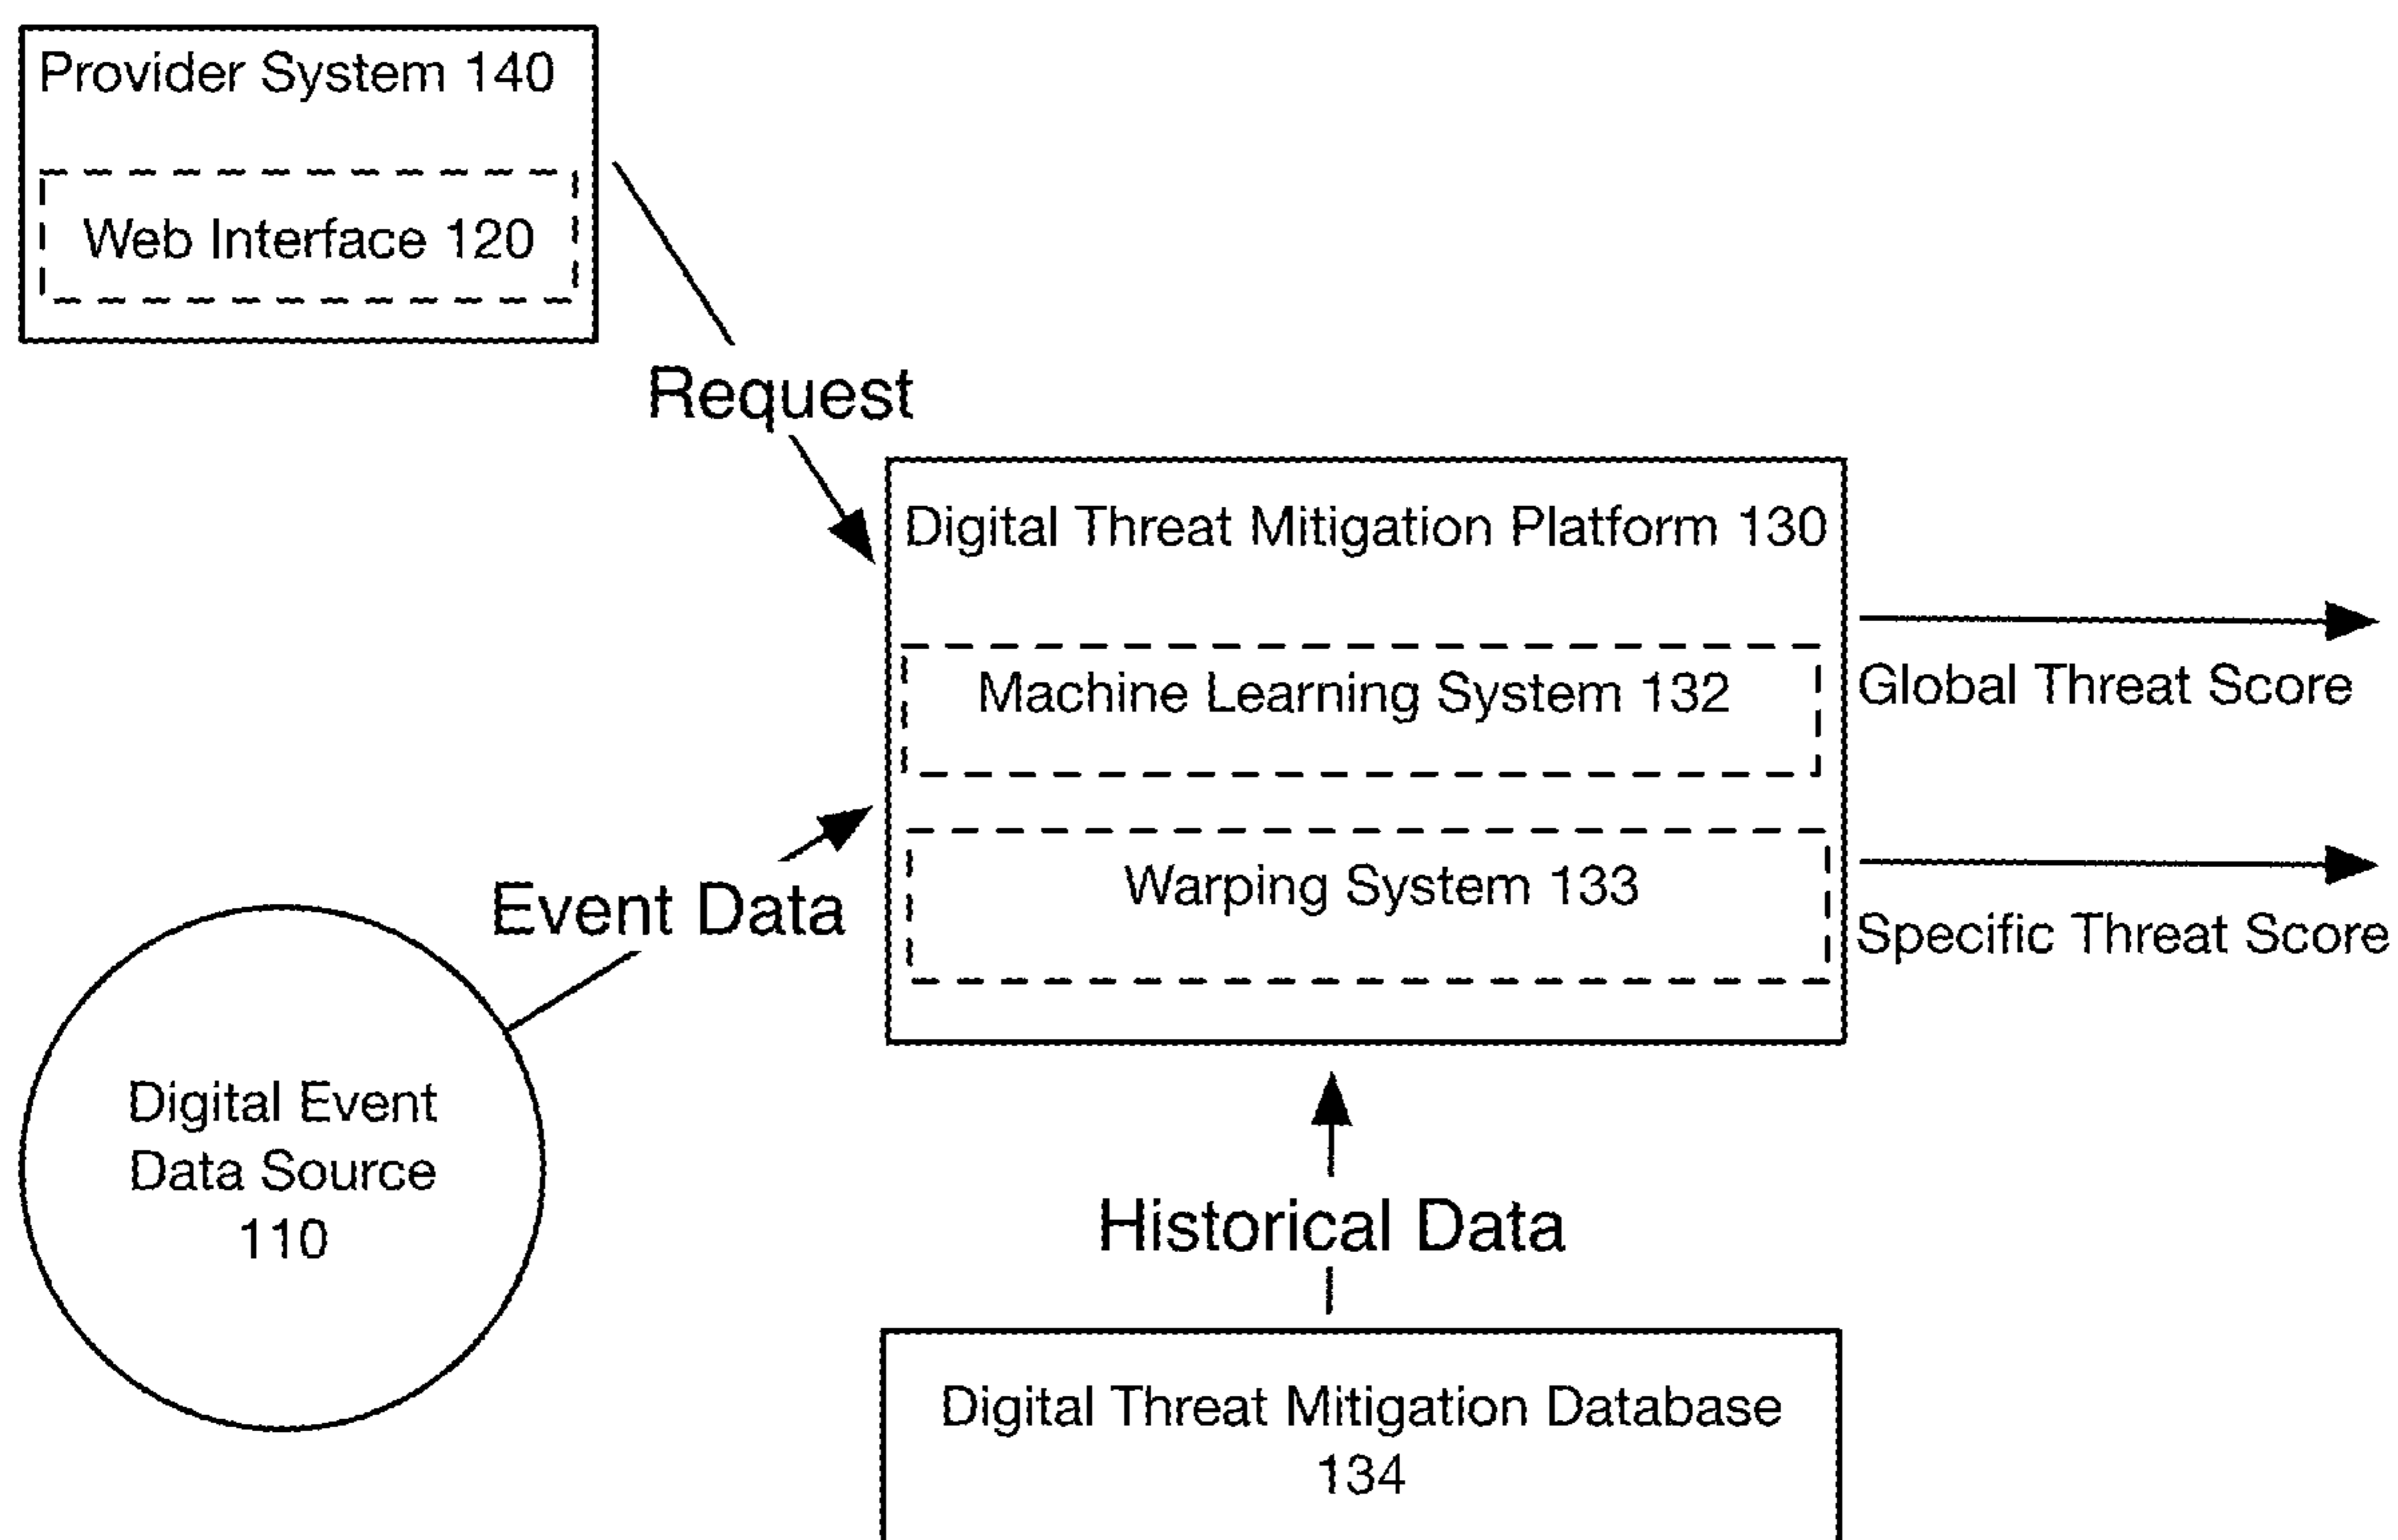 Provider System 140
Web Interface 120
Request
Digital Threat Mitigation Platform 130
Machine Learning System 132
Global Threat Score
Warping System 133
Specific Threat Score
Event Data
Digital Event
Data Source
110
Historical Data
Digital Threat Mitigation Database
134